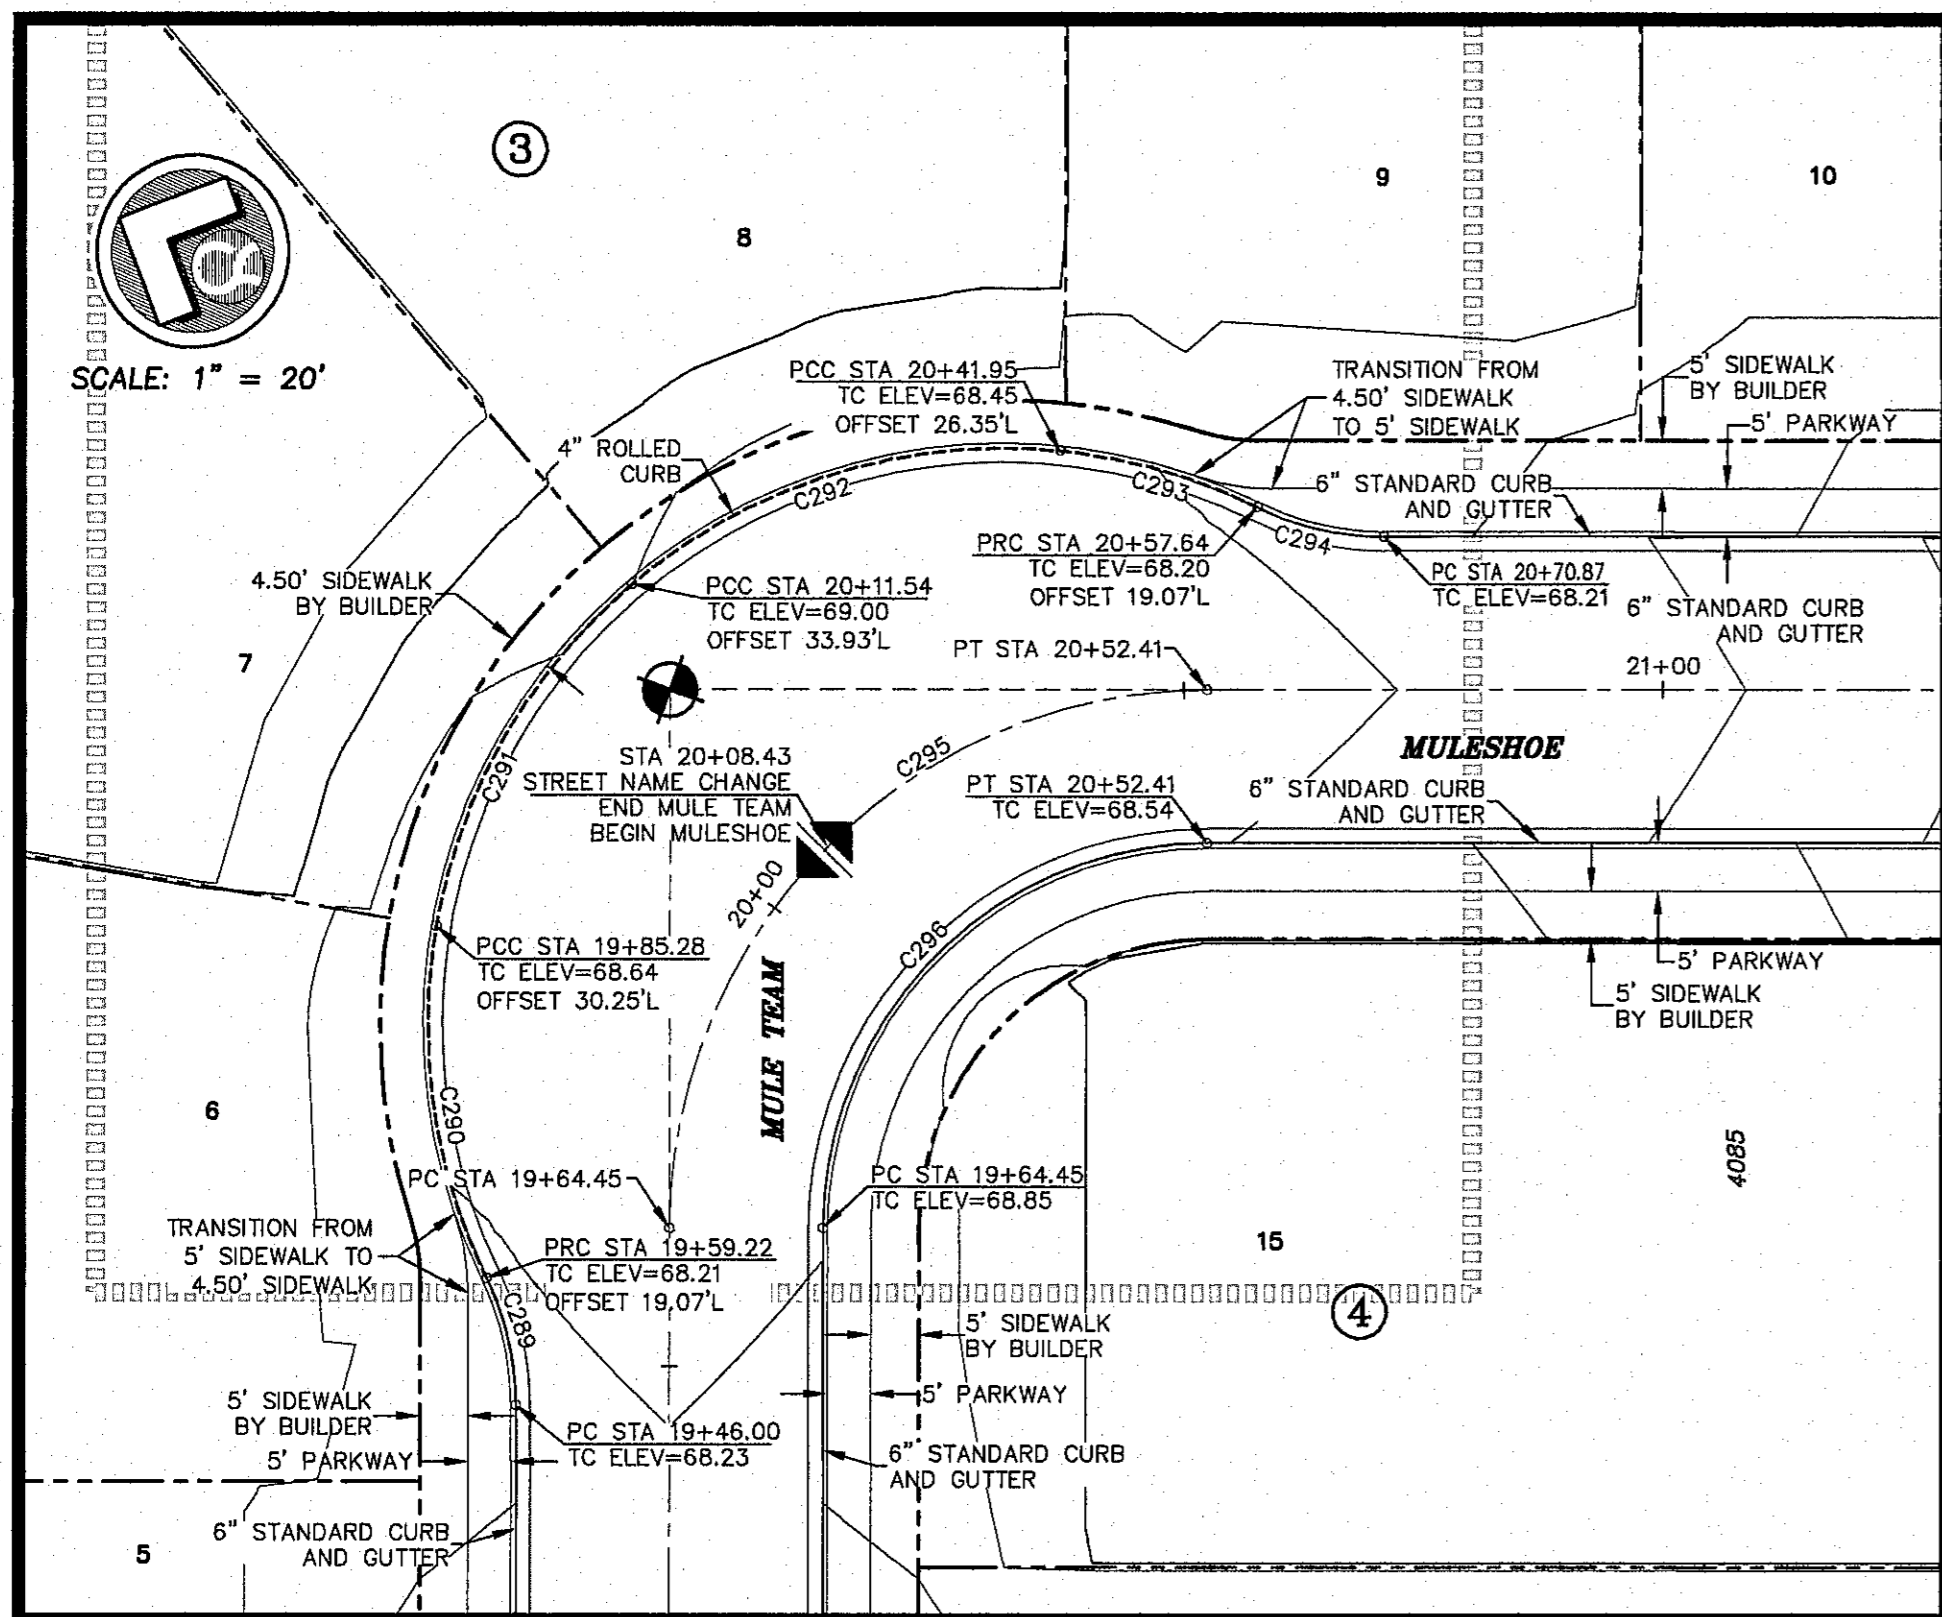 3
9
10
8
SCALE: 1" = 20'
PCC STA 20+41.95
TC ELEV=68.45
OFFSET 26.35'L
TRANSITION FROM
4.50' SIDEWALK
TO 5' SIDEWALK
5' SIDEWALK
BY BUILDER
5' PARKWAY
4" ROLLED
CURB
C292
C293
6" STANDARD CURB
AND GUTTER
C294
PRC STA 20+57.64
TC ELEV=68.20
OFFSET 19.07'L
PC STA 20+70.87
TC ELEV=68.21
6" STANDARD CURB
AND GUTTER
4.50' SIDEWALK
BY BUILDER
PCC STA 20+11.54
TC ELEV=69.00
OFFSET 33.93'L
7
PT STA 20+52.41
21+00
MULESHOE
STA 20+08.43
STREET NAME CHANGE
END MULE TEAM
BEGIN MULESHOE
C291
C295
PT STA 20+52.41
TC ELEV=68.54
6" STANDARD CURB
AND GUTTER
20+00
C296
PCC STA 19+85.28
TC ELEV=68.64
OFFSET 30.25'L
MULE TEAM
5' PARKWAY
5' SIDEWALK
BY BUILDER
6
C290
4085
PC STA 19+64.45
PC STA 19+64.45
TC ELEV=68.85
TRANSITION FROM
5' SIDEWALK TO
4.50' SIDEWALK
PRC STA 19+59.22
TC ELEV=68.21
OFFSET 19.07'L
15
4
C289
5' SIDEWALK
BY BUILDER
5' SIDEWALK
BY BUILDER
5' PARKWAY
5' PARKWAY
PC STA 19+46.00
TC ELEV=68.23
6" STANDARD CURB
AND GUTTER
6" STANDARD CURB
AND GUTTER
5